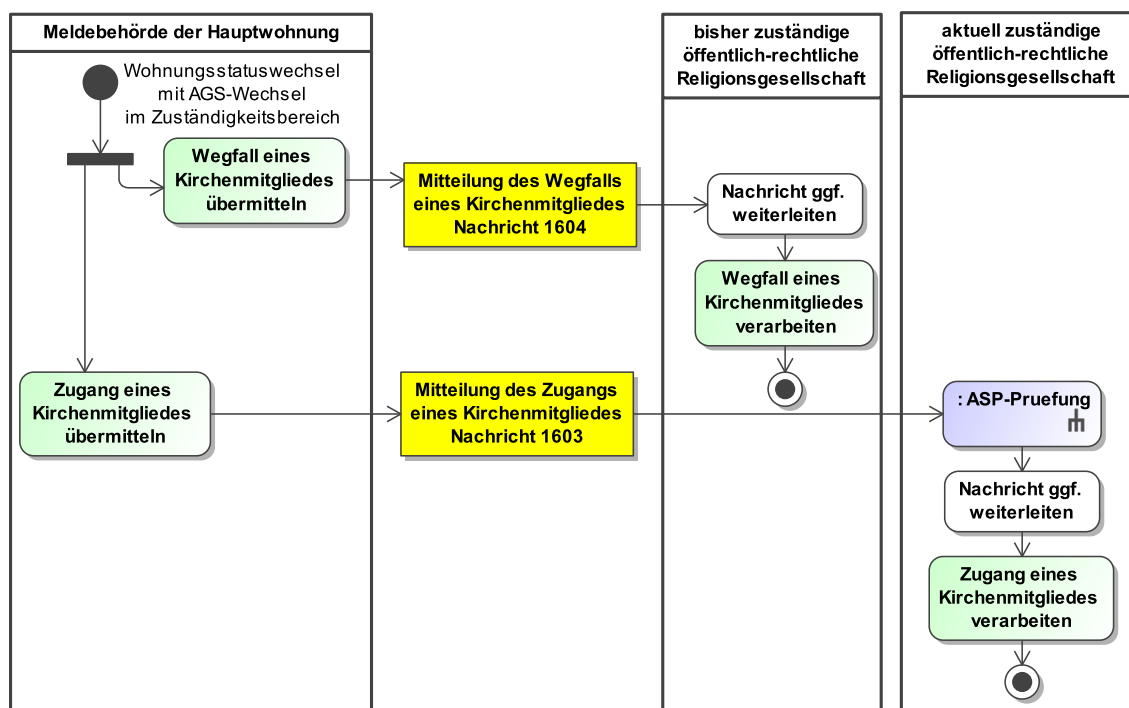 Meldebehörde der Hauptwohnung
Wohnungsstatuswechsel
mit AGS-Wechsel
im Zuständigkeitsbereich
Wegfall eines
Kirchenmitgliedes
übermitteln
Zugang eines
Kirchenmitgliedes
übermitteln
Mitteilung des Wegfalls
eines Kirchenmitgliedes
Nachricht 1604
Mitteilung des Zugangs
eines Kirchenmitgliedes
Nachricht 1603
bisher zuständige
öffentlich-rechtliche
Religionsgesellschaft
Nachricht ggf.
weiterleiten
Wegfall eines
Kirchenmitgliedes
verarbeiten
aktuell zuständige
öffentlich-rechtliche
Religionsgesellschaft
: ASP-Pruefung
Nachricht ggf.
weiterleiten
Zugang eines
Kirchenmitgliedes
verarbeiten